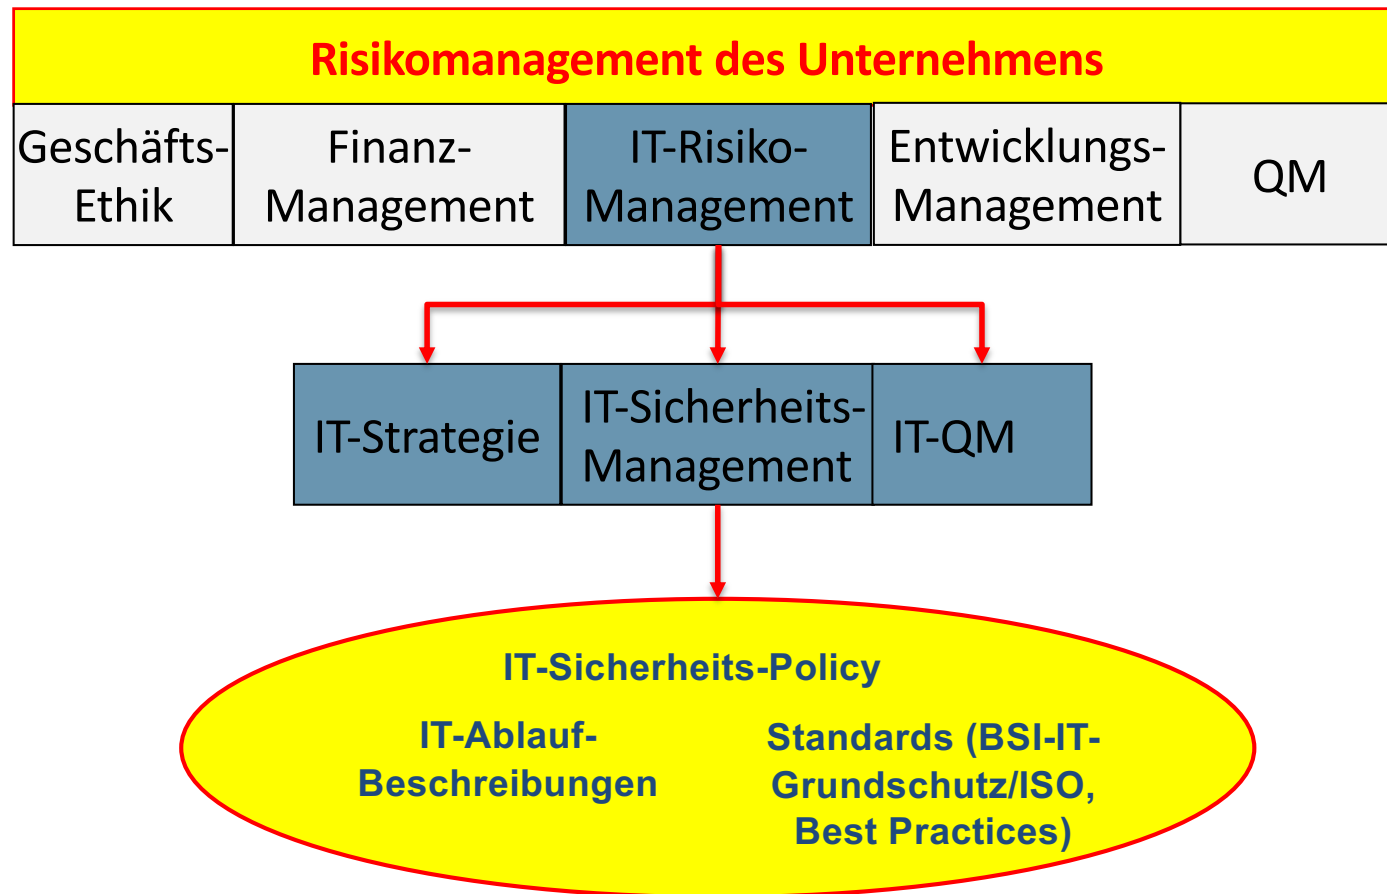 Risikomanagement des Unternehmens
Geschäfts-
Ethik
Finanz-
Management
IT-Risiko-
Management
Entwicklungs-
Management
QM
IT-Strategie
IT-Sicherheits-
Management
IT-QM
IT-Sicherheits-Policy
IT-Ablauf-
Beschreibungen
Standards (BSI-IT-
Grundschutz/ISO,
Best Practices)